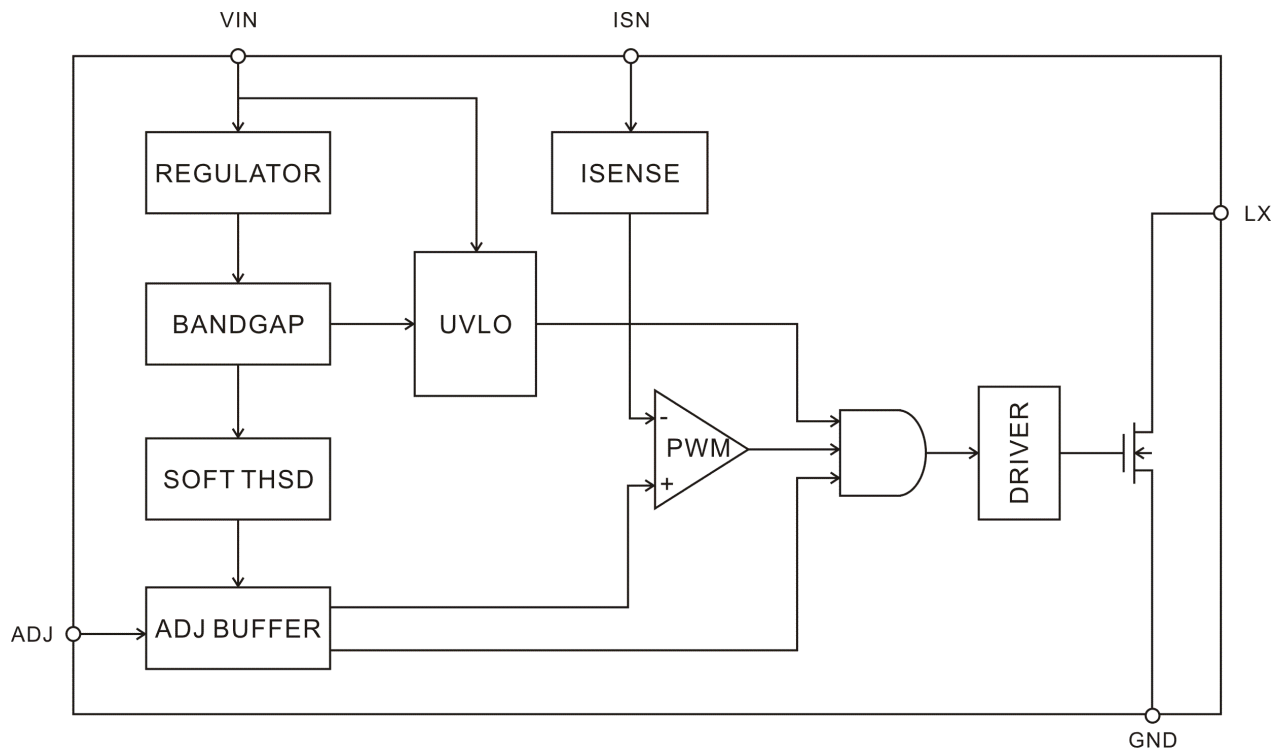 VIN
ISN
REGULATOR
ISENSE
LX
BANDGAP
UVLO
-
PWM
+
DRIVER
SOFT THSD
ADJ
ADJ BUFFER
GND